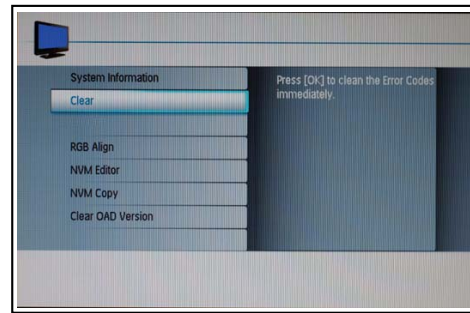 System Information
Clear
RGB Align
NVM Editor
NVM Copy
Clear OAD Version
Press [OK] to clean the Error Codes
immediately.